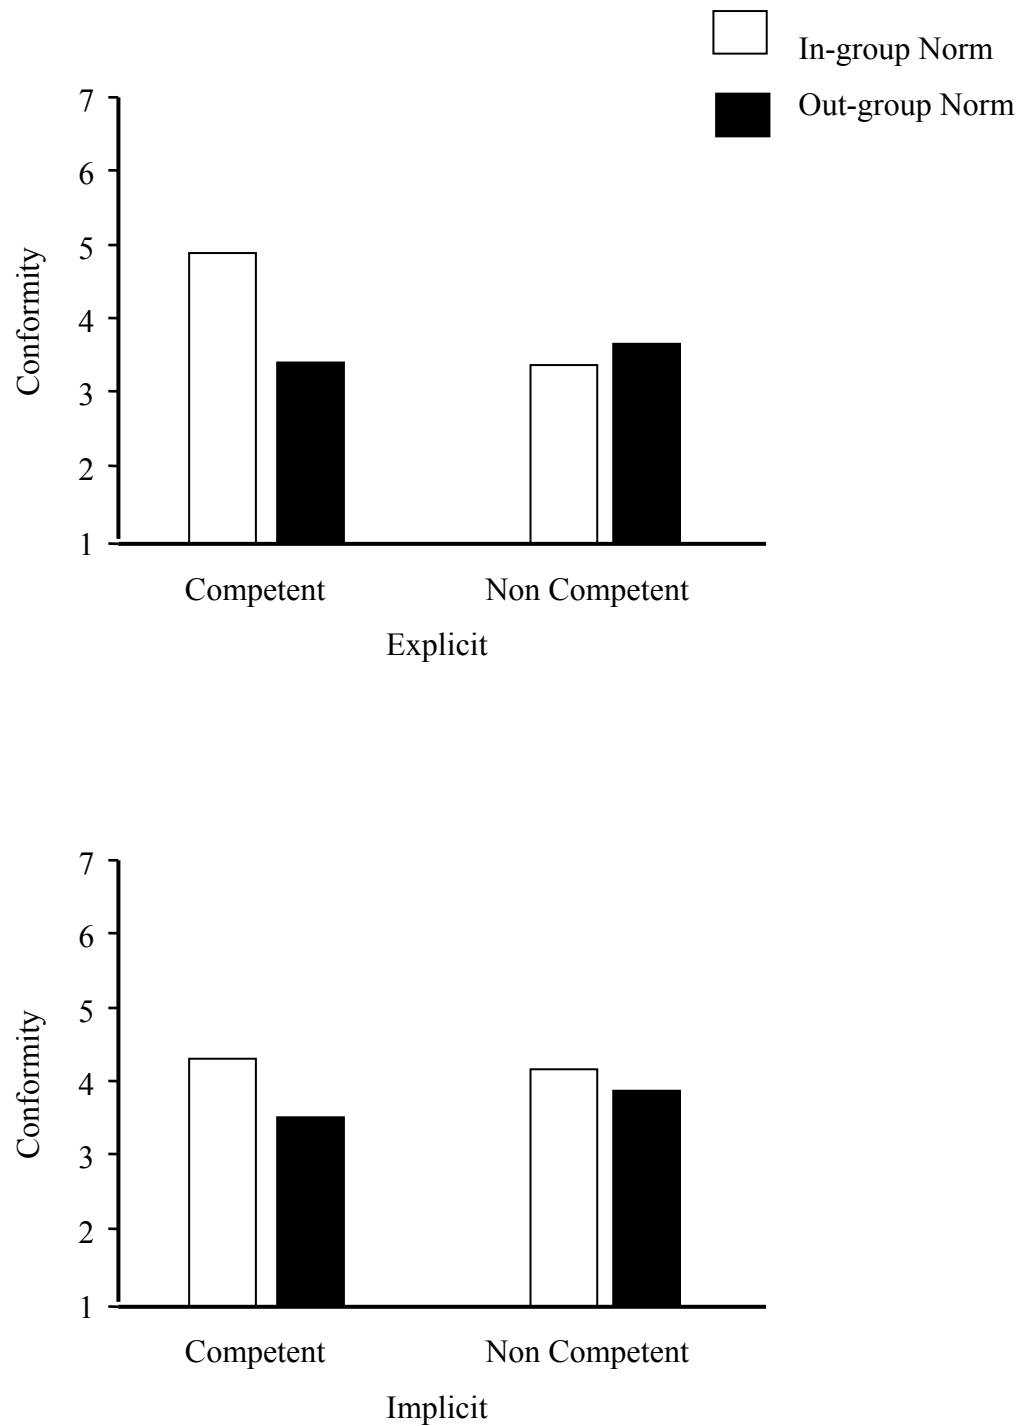 In-group Norm
Out-group Norm
7
6
5
4
3
2
1
Conformity
Competent Non Competent
Explicit
7
6
5
4
3
2
1
Conformity
Competent Non Competent
Implicit